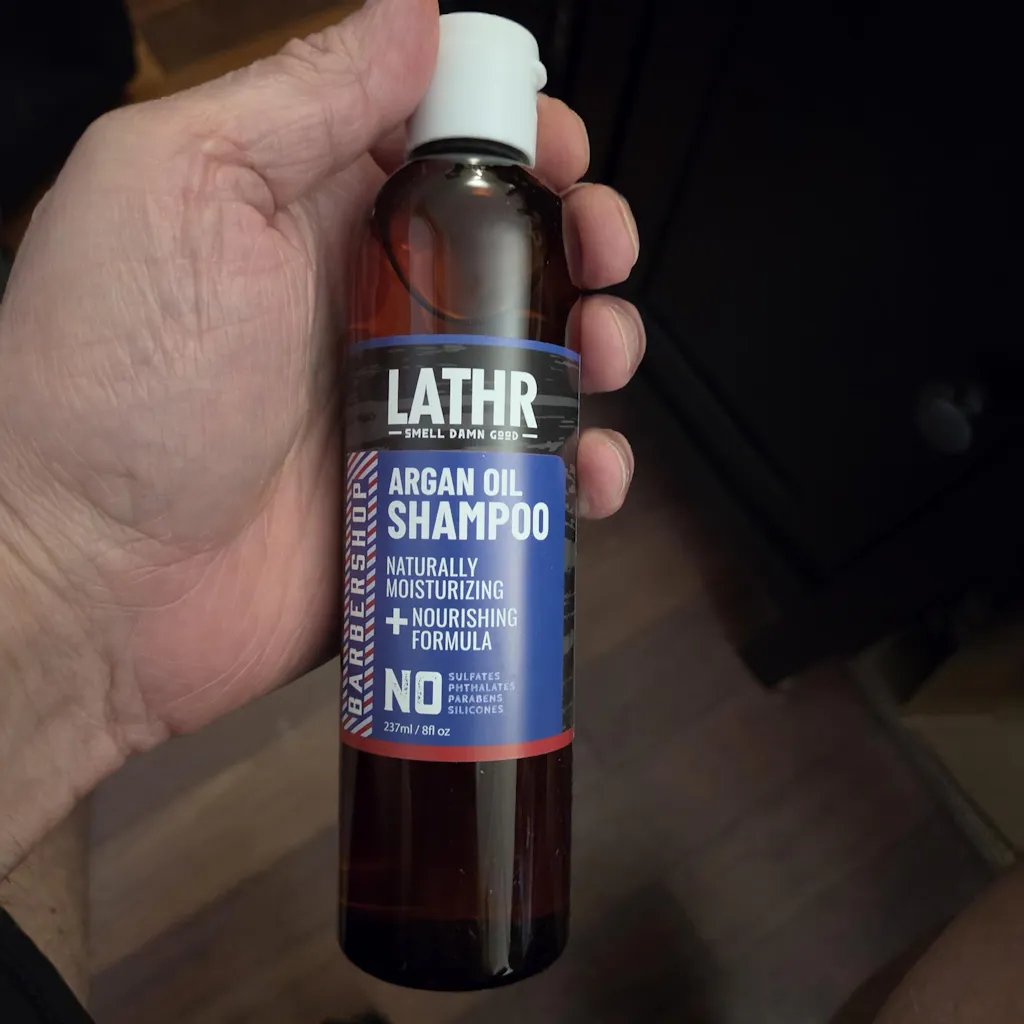 LATHR
SMELL DAMN GOOD
BARBERSHOP
ARGAN OIL
SHAMPOO
NATURALLY
MOISTURIZING
+ NOURISHING
FORMULA
NO
SULFATES
PHTHALATES
PARABENS
SILICONES
237ml / 8fl oz